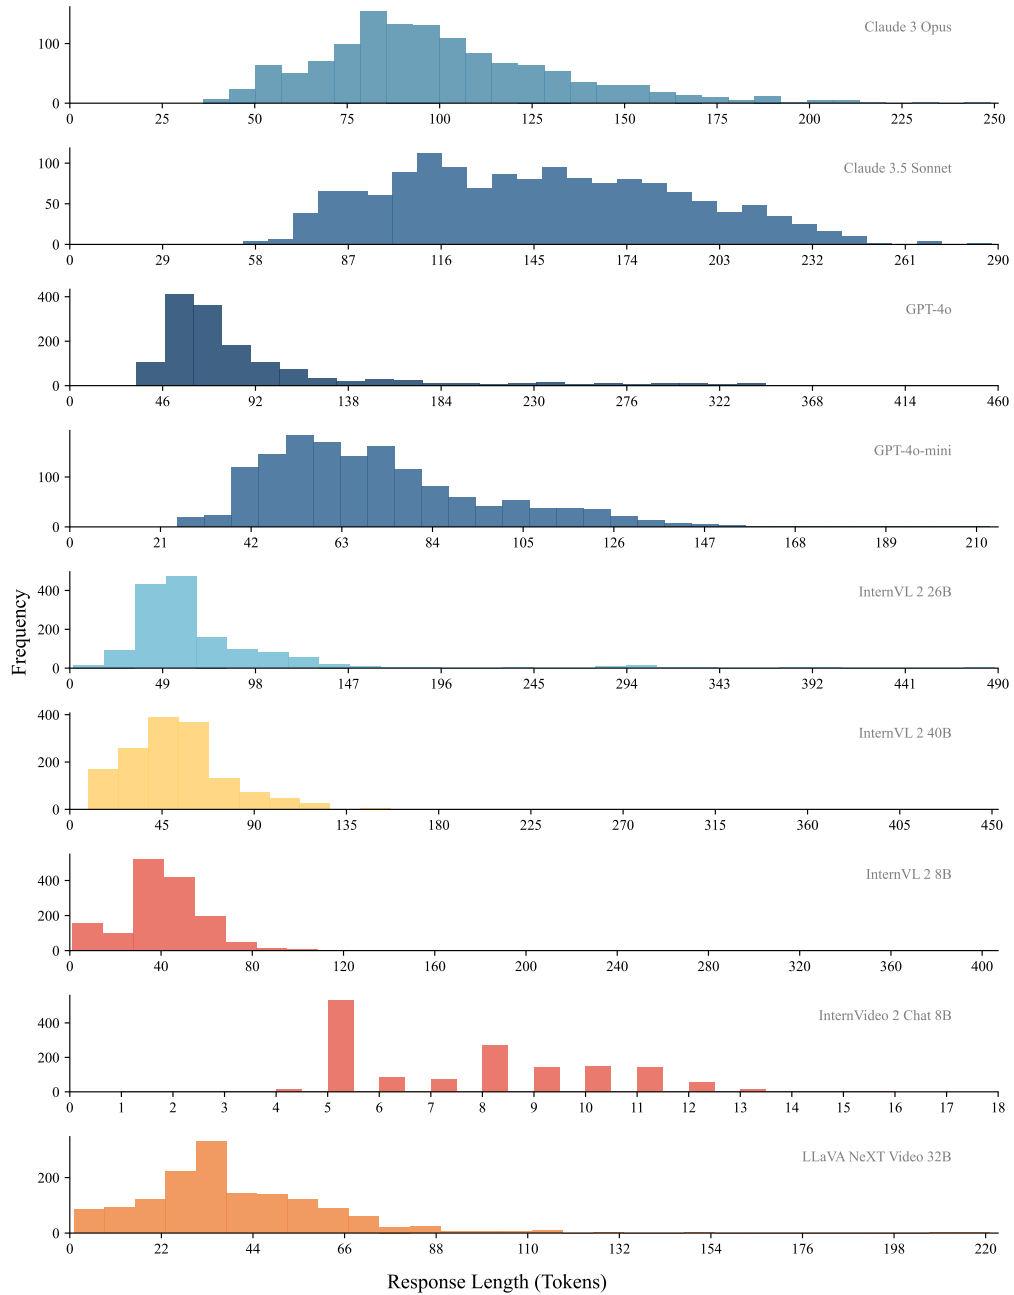 Claude 3 Opus
100
0
0 25 50 75 100 125 150 175 200 225 250
Claude 3.5 Sonnet
100
50
0
0 29 58 87 116 145 174 203 232 261 290
GPT-4o
400
200
0
0 46 92 138 184 230 276 322 368 414 460
GPT-4o-mini
100
0
0 21 42 63 84 105 126 147 168 189 210
Frequency
InternVL 2 26B
400
200
0
0 49 98 147 196 245 294 343 392 441 490
InternVL 2 40B
400
200
0
0 45 90 135 180 225 270 315 360 405 450
InternVL 2 8B
400
200
0
0 40 80 120 160 200 240 280 320 360 400
InternVideo 2 Chat 8B
400
200
0
0 1 2 3 4 5 6 7 8 9 10 11 12 13 14 15 16 17 18
LLaVA NeXT Video 32B
200
0
0 22 44 66 88 110 132 154 176 198 220
Response Length (Tokens)